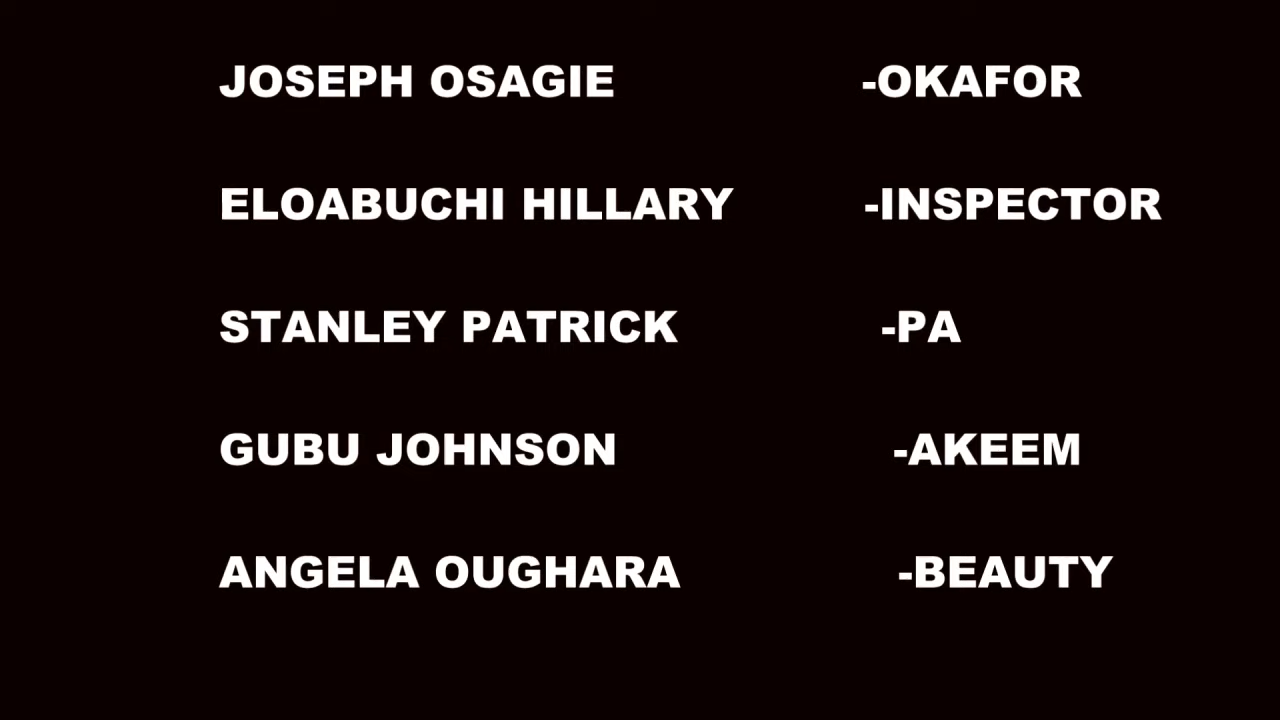 JOSEPH OSAGIE -OKAFOR
ELOABUCHI HILLARY -INSPECTOR
STANLEY PATRICK -PA
GUBU JOHNSON -AKEEM
ANGELA OUGHARA -BEAUTY